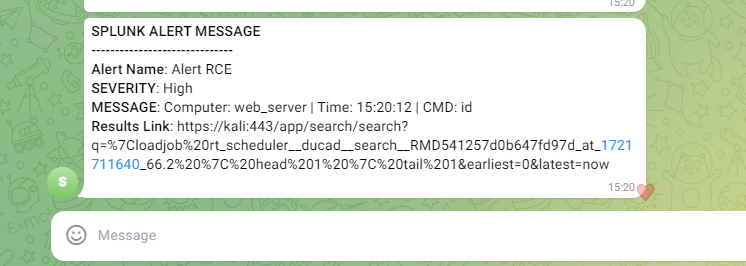 15:20
SPLUNK ALERT MESSAGE
------------------------------
Alert Name: Alert RCE
SEVERITY: High
MESSAGE: Computer: web_server | Time: 15:20:12 | CMD: id
Results Link: https://kali:443/app/search/search?
q=%7Cloadjob%20rt_scheduler__ducad__search__RMD541257d0b647fd97d_at_1721
711640_66.2%20%7C%20head%201%20%7C%20tail%201&earliest=0&latest=now
15:20
S
Message